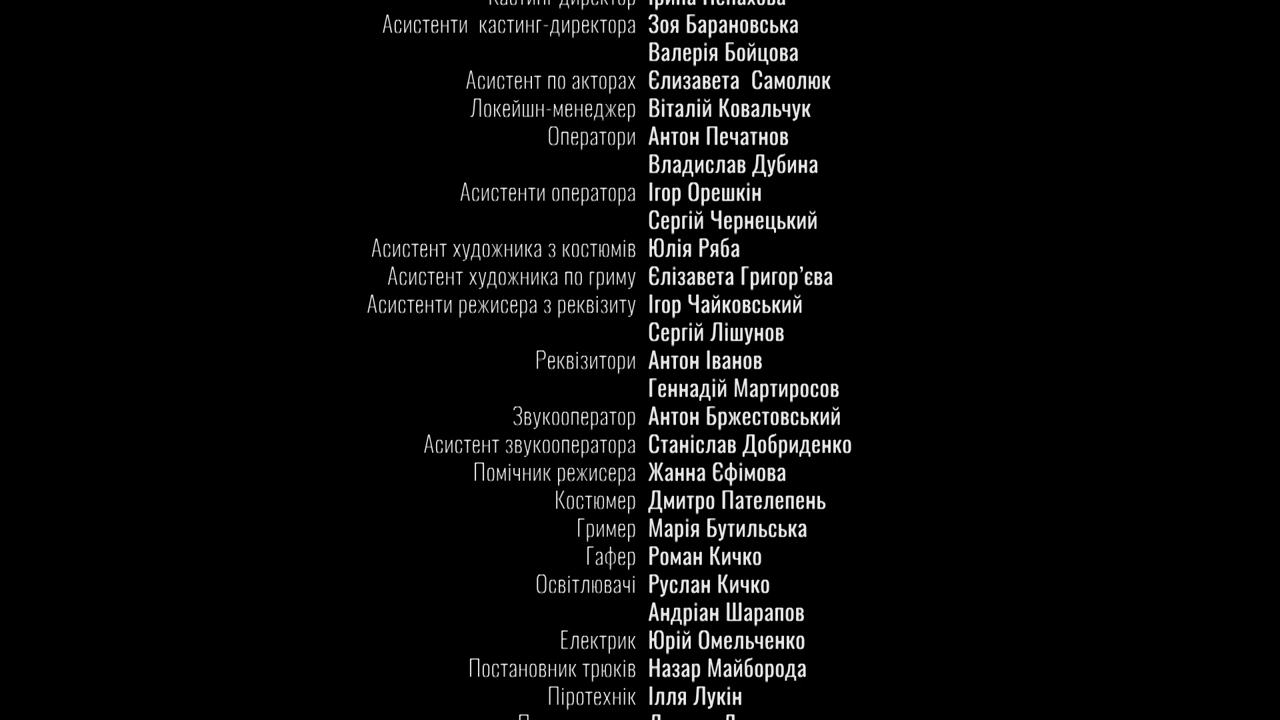 Асистенти кастинг-директора Зоя Барановська
Валерія Бойцова
Асистент по акторах Єлизавета Самолюк
Локейшн-менеджер Віталій Ковальчук
Оператори Антон Печатнов
Владислав Дубина
Асистенти оператора Ігор Орешкін
Сергій Чернецький
Асистент художника з костюмів Юлія Ряба
Асистент художника по гриму Єлізавета Григор’єва
Асистенти режисера з реквізиту Ігор Чайковський
Сергій Лішунов
Реквізитори Антон Іванов
Геннадій Мартиросов
Звукооператор Антон Бржестовський
Асистент звукооператора Станіслав Добриденко
Помічник режисера Жанна Єфімова
Костюмер Дмитро Пателепень
Гример Марія Бутильська
Гафер Роман Кичко
Освітлювачі Руслан Кичко
Андріан Шарапов
Електрик Юрій Омельченко
Постановник трюків Назар Майборода
Піротехнік Ілля Лукін